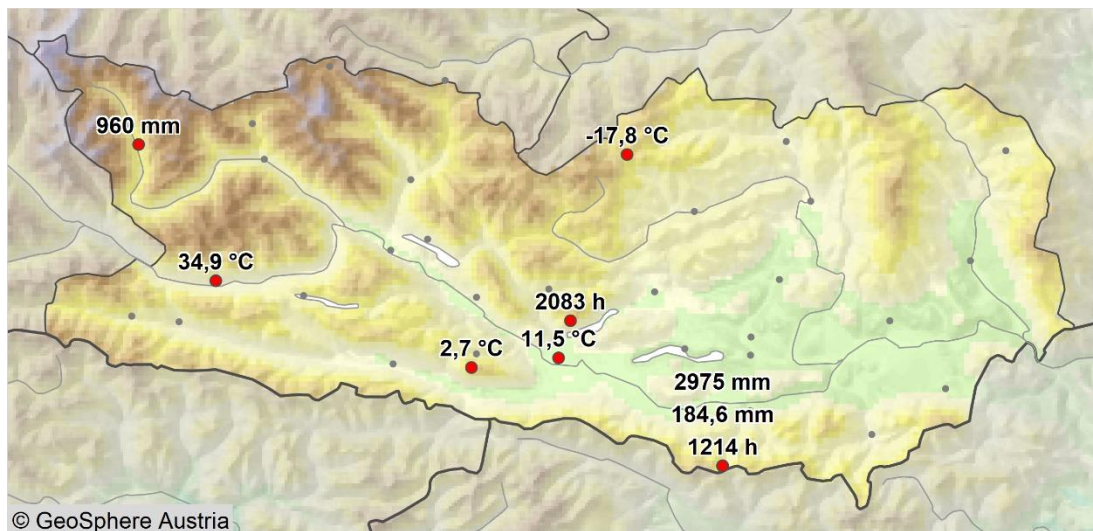 960 mm
-17,8 °C
34,9 °C
2083 h
11,5 °C
2,7 °C
2975 mm
184,6 mm
1214 h
© GeoSphere Austria